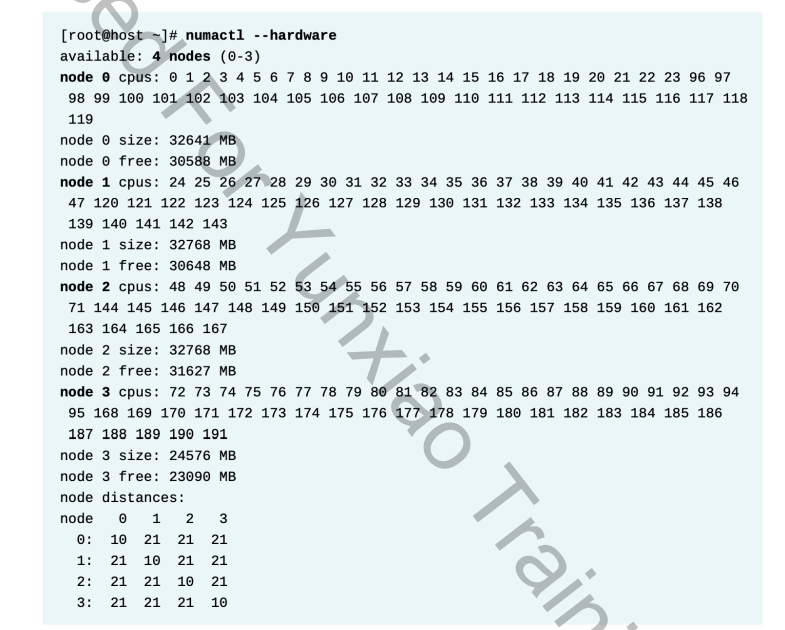 [root@host ~]# numactl --hardware
available: 4 nodes (0-3)
node 0 cpus: 0 1 2 3 4 5 6 7 8 9 10 11 12 13 14 15 16 17 18 19 20 21 22 23 96 97
98 99 100 101 102 103 104 105 106 107 108 109 110 111 112 113 114 115 116 117 118
119
node 0 size: 32641 MB
node 0 free: 30588 MB
node 1 cpus: 24 25 26 27 28 29 30 31 32 33 34 35 36 37 38 39 40 41 42 43 44 45 46
47 120 121 122 123 124 125 126 127 128 129 130 131 132 133 134 135 136 137 138
139 140 141 142 143
node 1 size: 32768 MB
node 1 free: 30648 MB
node 2 cpus: 48 49 50 51 52 53 54 55 56 57 58 59 60 61 62 63 64 65 66 67 68 69 70
71 144 145 146 147 148 149 150 151 152 153 154 155 156 157 158 159 160 161 162
163 164 165 166 167
node 2 size: 32768 MB
node 2 free: 31627 MB
node 3 cpus: 72 73 74 75 76 77 78 79 80 81 82 83 84 85 86 87 88 89 90 91 92 93 94
95 168 169 170 171 172 173 174 175 176 177 178 179 180 181 182 183 184 185 186
187 188 189 190 191
node 3 size: 24576 MB
node 3 free: 23090 MB
node distances:
node 0 1 2 3
0: 10 21 21 21
1: 21 10 21 21
2: 21 21 10 21
3: 21 21 21 10
For Yunxiao